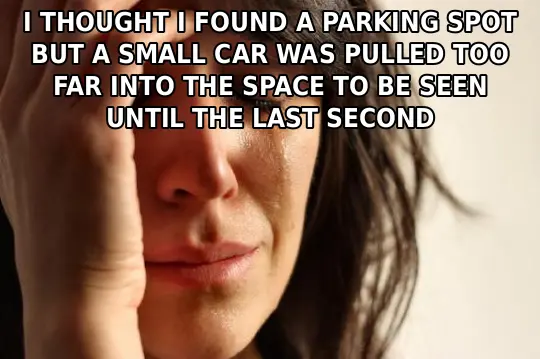 I THOUGHT I FOUND A PARKING SPOT
BUT A SMALL CAR WAS PULLED TOO
FAR INTO THE SPACE TO BE SEEN
UNTIL THE LAST SECOND